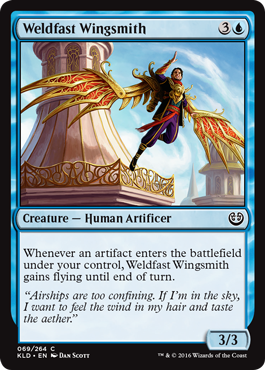 Weldfast Wingsmith 3
Creature — Human Artificer
Whenever an artifact enters the battlefield
under your control, Weldfast Wingsmith
gains flying until end of turn.
“Airships are too confining. If I’m in the sky,
I want to feel the wind in my hair and taste
the aether.”
3/3
069/264 C
KLD • EN DAN SCOTT
™ & © 2016 Wizards of the Coast